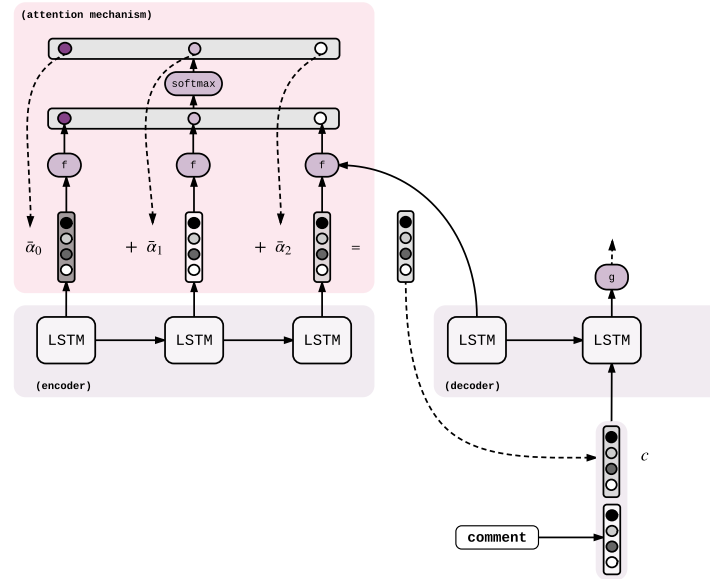 (attention mechanism)
softmax
f f f
ᾱ₀ + ᾱ₁ + ᾱ₂ =
g
LSTM LSTM LSTM LSTM LSTM
(encoder) (decoder)
c
comment